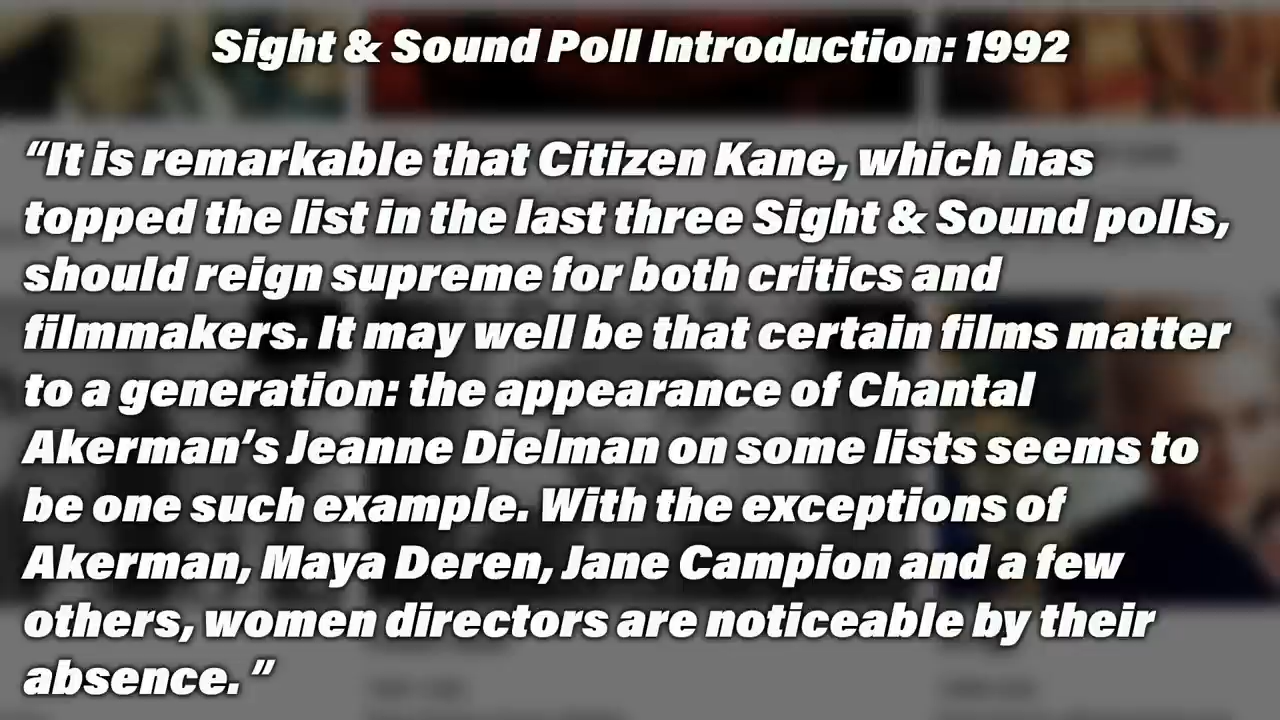 Sight & Sound Poll Introduction: 1992
“It is remarkable that Citizen Kane, which has
topped the list in the last three Sight & Sound polls,
should reign supreme for both critics and
filmmakers. It may well be that certain films matter
to a generation: the appearance of Chantal
Akerman’s Jeanne Dielman on some lists seems to
be one such example. With the exceptions of
Akerman, Maya Deren, Jane Campion and a few
others, women directors are noticeable by their
absence. ”